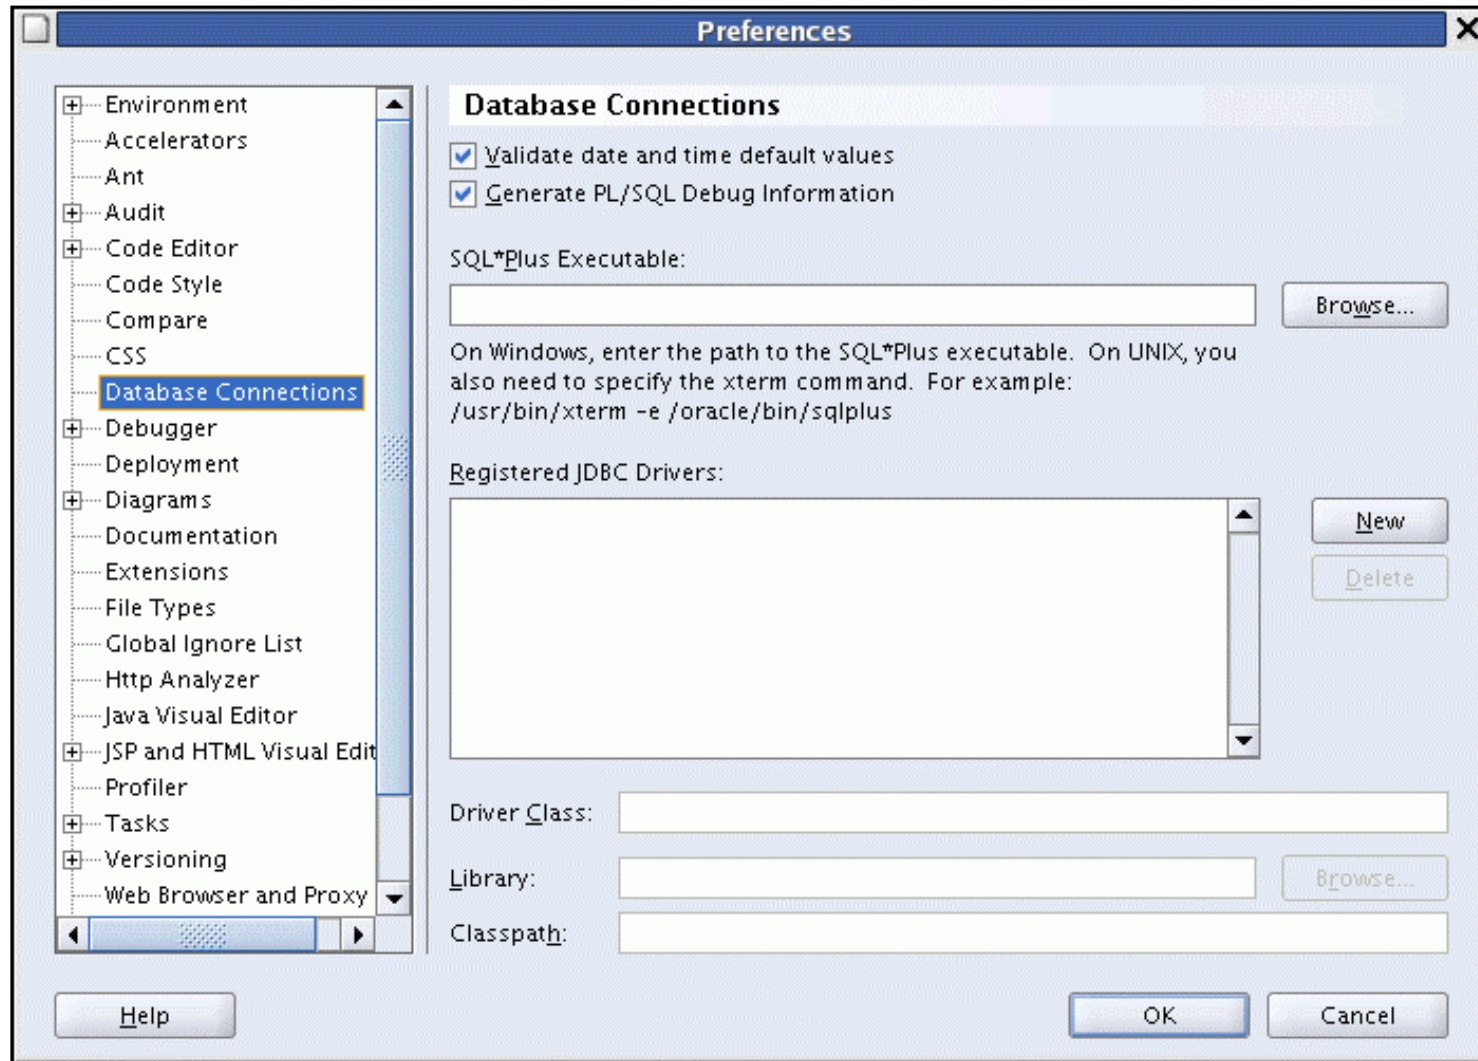 Preferences
Environment
Accelerators
Ant
Audit
Code Editor
Code Style
Compare
CSS
Database Connections
Debugger
Deployment
Diagrams
Documentation
Extensions
File Types
Global Ignore List
Http Analyzer
Java Visual Editor
JSP and HTML Visual Edit
Profiler
Tasks
Versioning
Web Browser and Proxy
Database Connections
Validate date and time default values
Generate PL/SQL Debug Information
SQL*Plus Executable:
Browse...
On Windows, enter the path to the SQL*Plus executable. On UNIX, you
also need to specify the xterm command. For example:
/usr/bin/xterm -e /oracle/bin/sqlplus
Registered JDBC Drivers:
New
Delete
Driver Class:
Library:
Browse...
Classpath:
Help
OK
Cancel